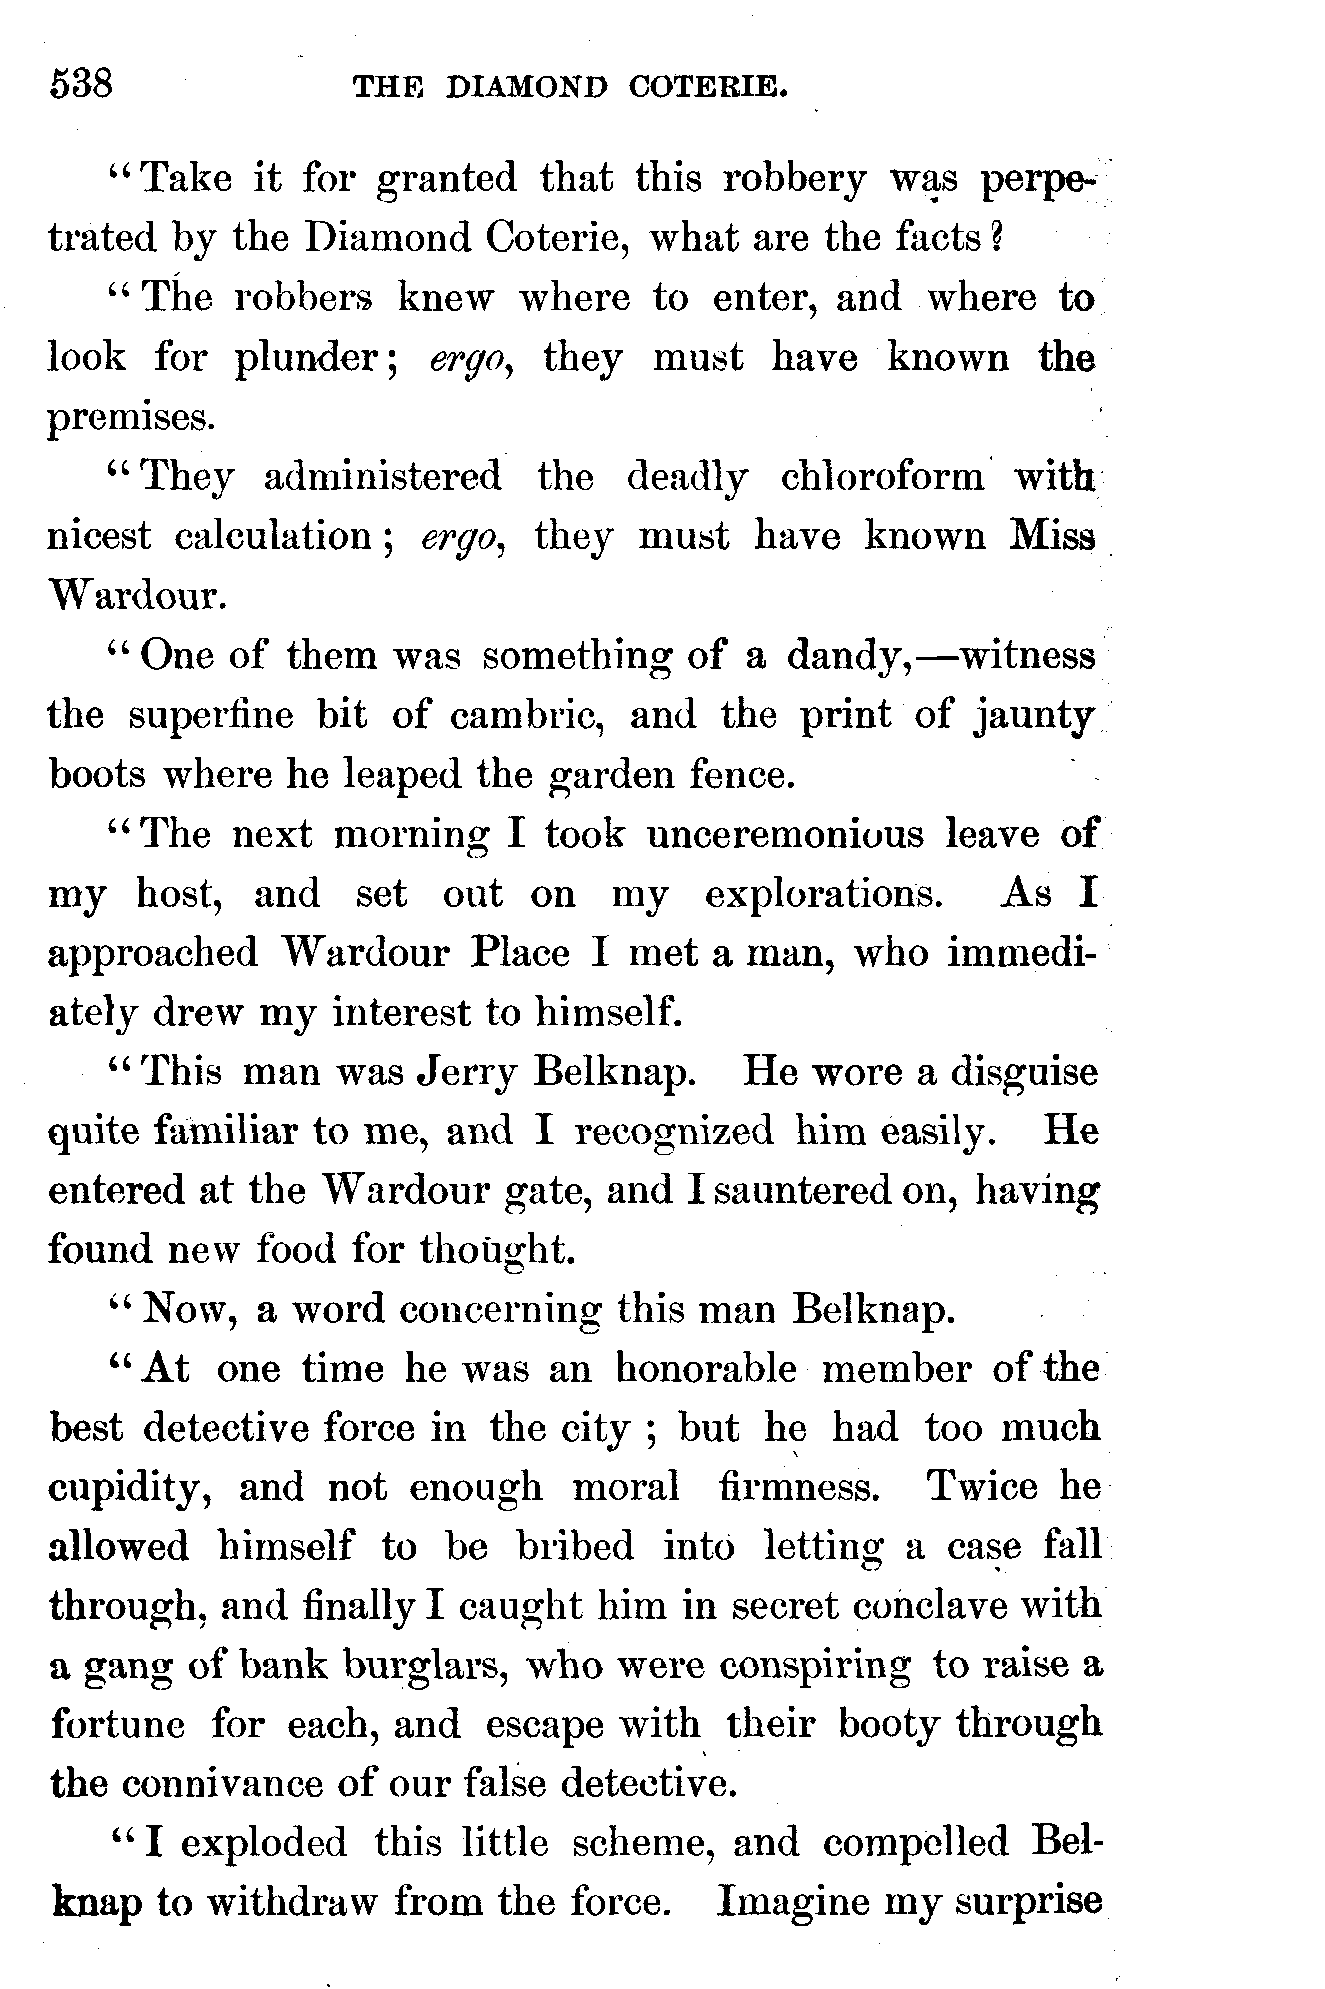 538 THE DIAMOND COTERIE.
“Take it for granted that this robbery was perpe-
trated by the Diamond Coterie, what are the facts?
“The robbers knew where to enter, and where to
look for plunder; ergo, they must have known the
premises.
“They administered the deadly chloroform with
nicest calculation; ergo, they must have known Miss
Wardour.
“One of them was something of a dandy,—witness
the superfine bit of cambric, and the print of jaunty
boots where he leaped the garden fence.
“The next morning I took unceremonious leave of
my host, and set out on my explorations. As I
approached Wardour Place I met a man, who immedi-
ately drew my interest to himself.
“This man was Jerry Belknap. He wore a disguise
quite familiar to me, and I recognized him easily. He
entered at the Wardour gate, and I sauntered on, having
found new food for thought.
“Now, a word concerning this man Belknap.
“At one time he was an honorable member of the
best detective force in the city; but he had too much
cupidity, and not enough moral firmness. Twice he
allowed himself to be bribed into letting a case fall
through, and finally I caught him in secret conclave with
a gang of bank burglars, who were conspiring to raise a
fortune for each, and escape with their booty through
the connivance of our false detective.
“I exploded this little scheme, and compelled Bel-
knap to withdraw from the force. Imagine my surprise